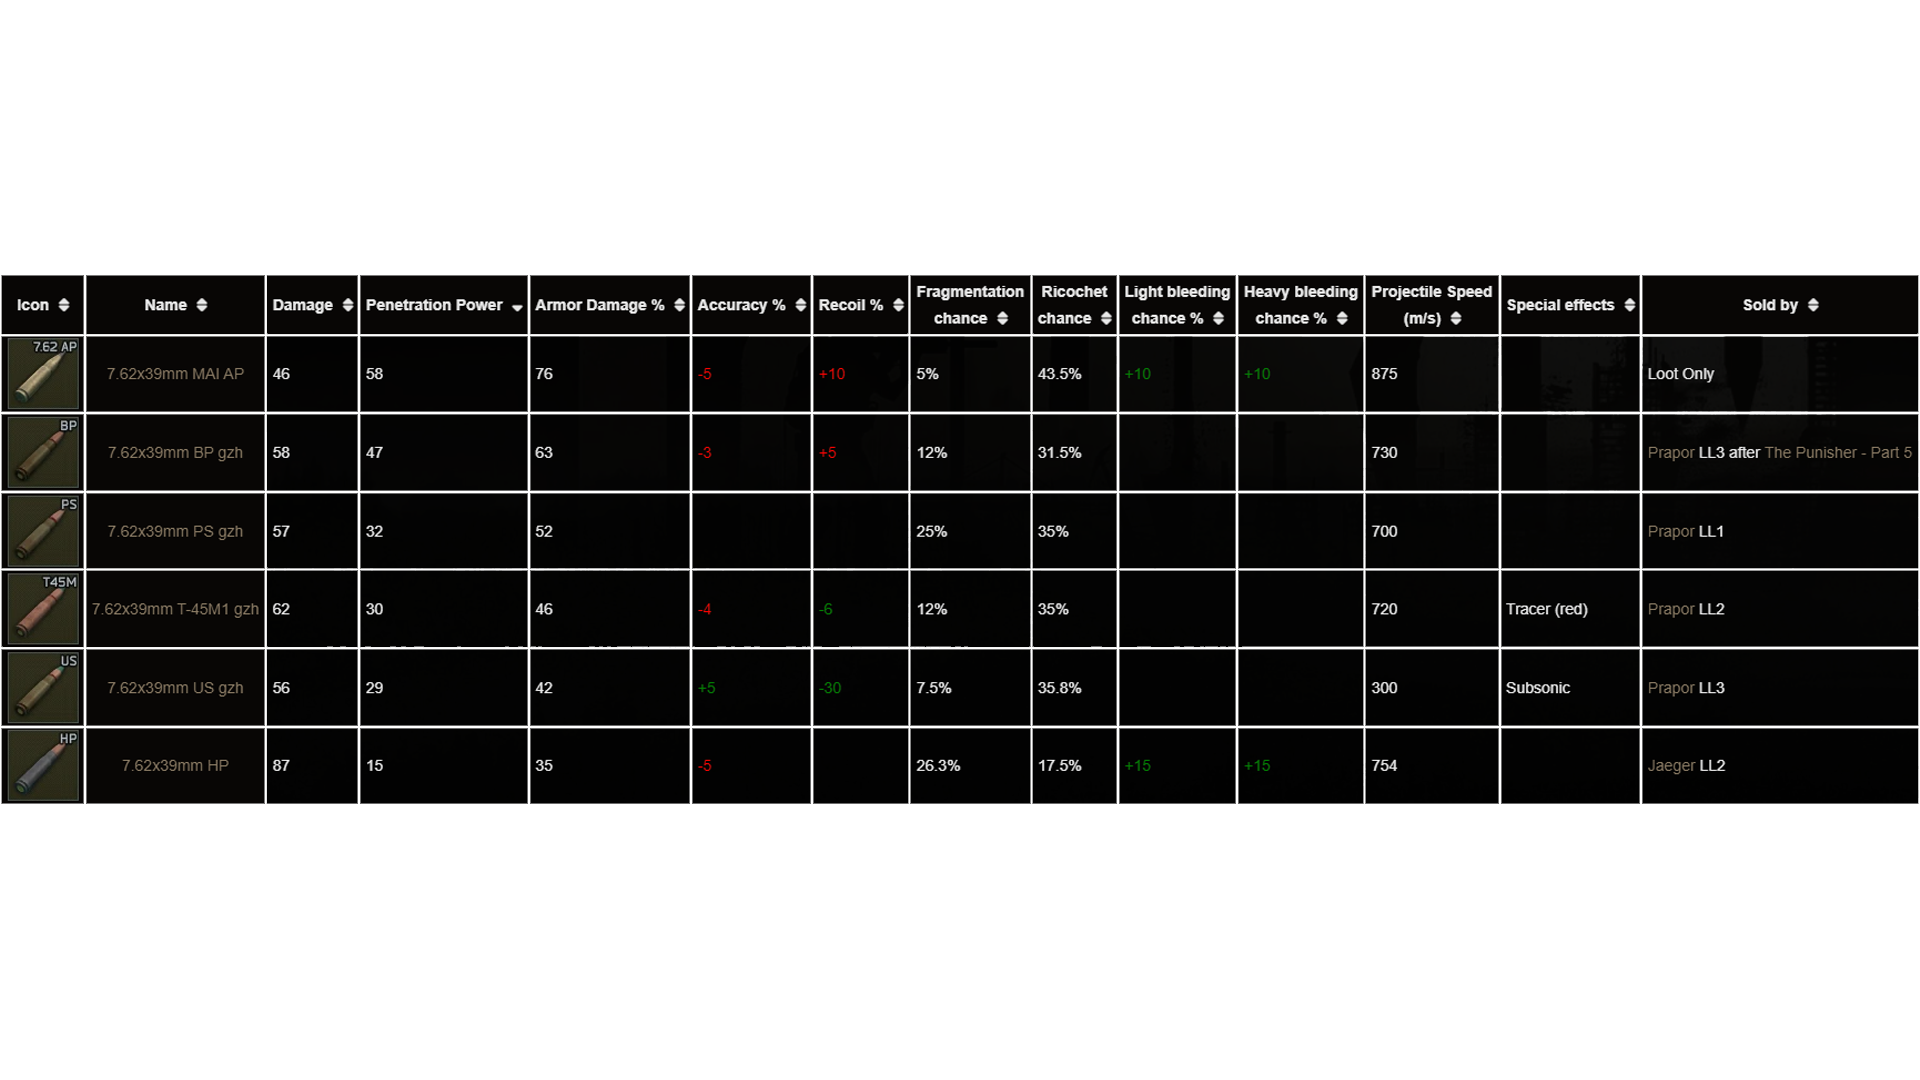 Icon Name Damage Penetration Power Armor Damage % Accuracy % Recoil % Fragmentation chance Ricochet chance Light bleeding chance % Heavy bleeding chance % Projectile Speed (m/s) Special effects Sold by
7.62 AP 7.62x39mm MAI AP 46 58 76 -5 +10 5% 43.5% +10 +10 875 Loot Only
BP 7.62x39mm BP gzh 58 47 63 -3 +5 12% 31.5% 730 Prapor LL3 after The Punisher - Part 5
PS 7.62x39mm PS gzh 57 32 52 25% 35% 700 Prapor LL1
T45M 7.62x39mm T-45M1 gzh 62 30 46 -4 -6 12% 35% 720 Tracer (red) Prapor LL2
US 7.62x39mm US gzh 56 29 42 +5 -30 7.5% 35.8% 300 Subsonic Prapor LL3
HP 7.62x39mm HP 87 15 35 -5 26.3% 17.5% +15 +15 754 Jaeger LL2